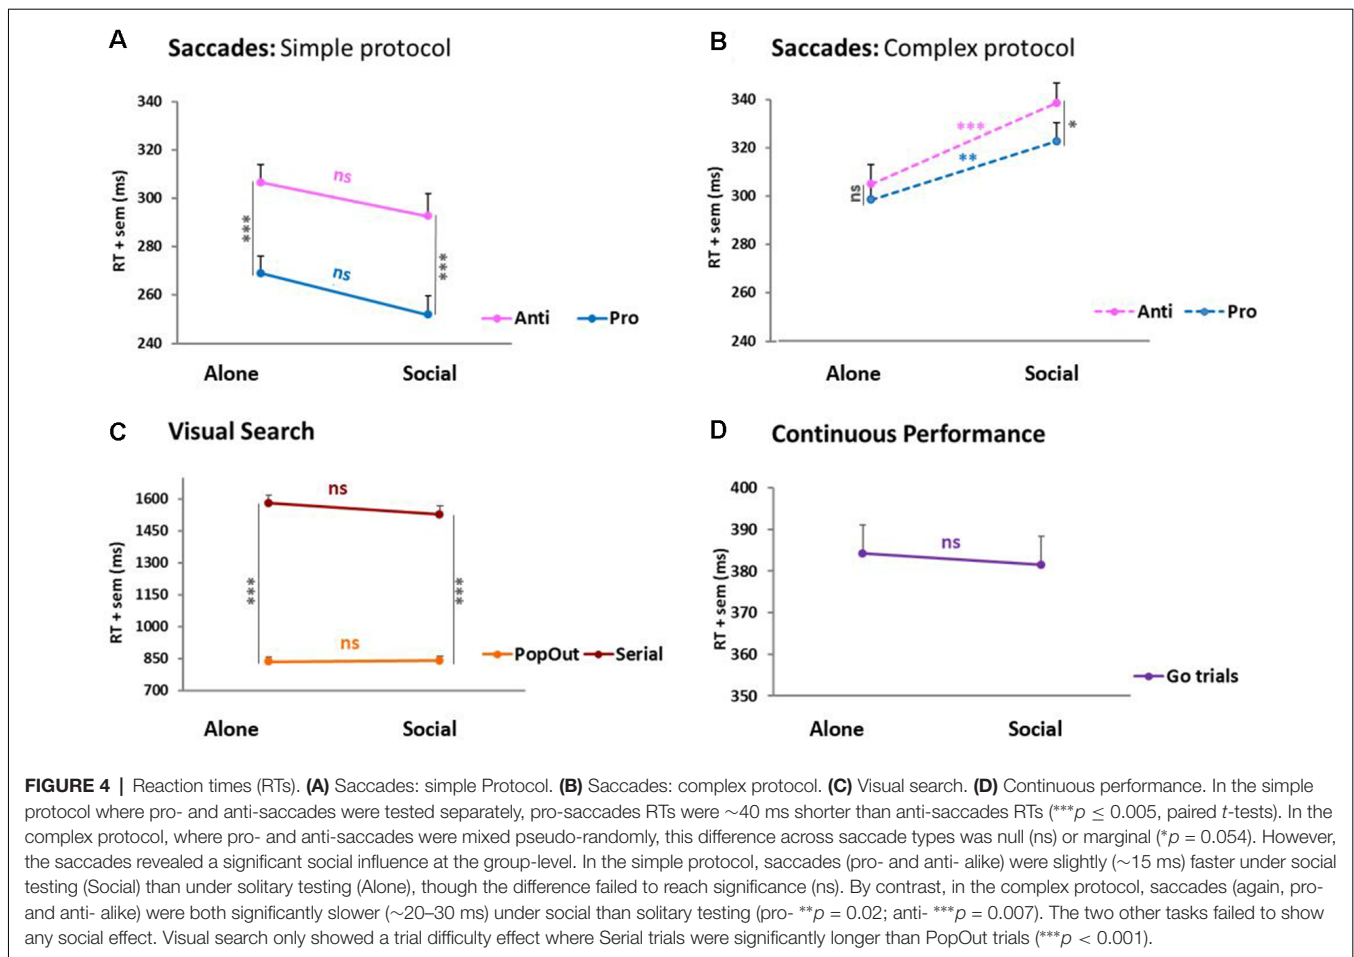 A
Saccades: Simple protocol
340
320
300
280
260
240
RT + sem (ms)
ns
***
***
ns
Anti
Pro
Alone
Social
B
Saccades: Complex protocol
340
320
300
280
260
240
RT + sem (ms)
***
**
*
ns
Anti
Pro
Alone
Social
C
Visual Search
1600
1450
1300
1150
1000
850
700
RT + sem (ms)
ns
***
***
ns
PopOut
Serial
Alone
Social
D
Continuous Performance
400
390
380
370
360
350
RT + sem (ms)
ns
Go trials
Alone
Social
FIGURE 4 | Reaction times (RTs). (A) Saccades: simple Protocol. (B) Saccades: complex protocol. (C) Visual search. (D) Continuous performance. In the simple
protocol where pro- and anti-saccades were tested separately, pro-saccades RTs were ∼40 ms shorter than anti-saccades RTs (***p ≤ 0.005, paired t-tests). In the
complex protocol, where pro- and anti-saccades were mixed pseudo-randomly, this difference across saccade types was null (ns) or marginal (*p = 0.054). However,
the saccades revealed a significant social influence at the group-level. In the simple protocol, saccades (pro- and anti- alike) were slightly (∼15 ms) faster under social
testing (Social) than under solitary testing (Alone), though the difference failed to reach significance (ns). By contrast, in the complex protocol, saccades (again, pro-
and anti- alike) were both significantly slower (∼20–30 ms) under social than solitary testing (pro- **p = 0.02; anti- ***p = 0.007). The two other tasks failed to show
any social effect. Visual search only showed a trial difficulty effect where Serial trials were significantly longer than PopOut trials (***p < 0.001).